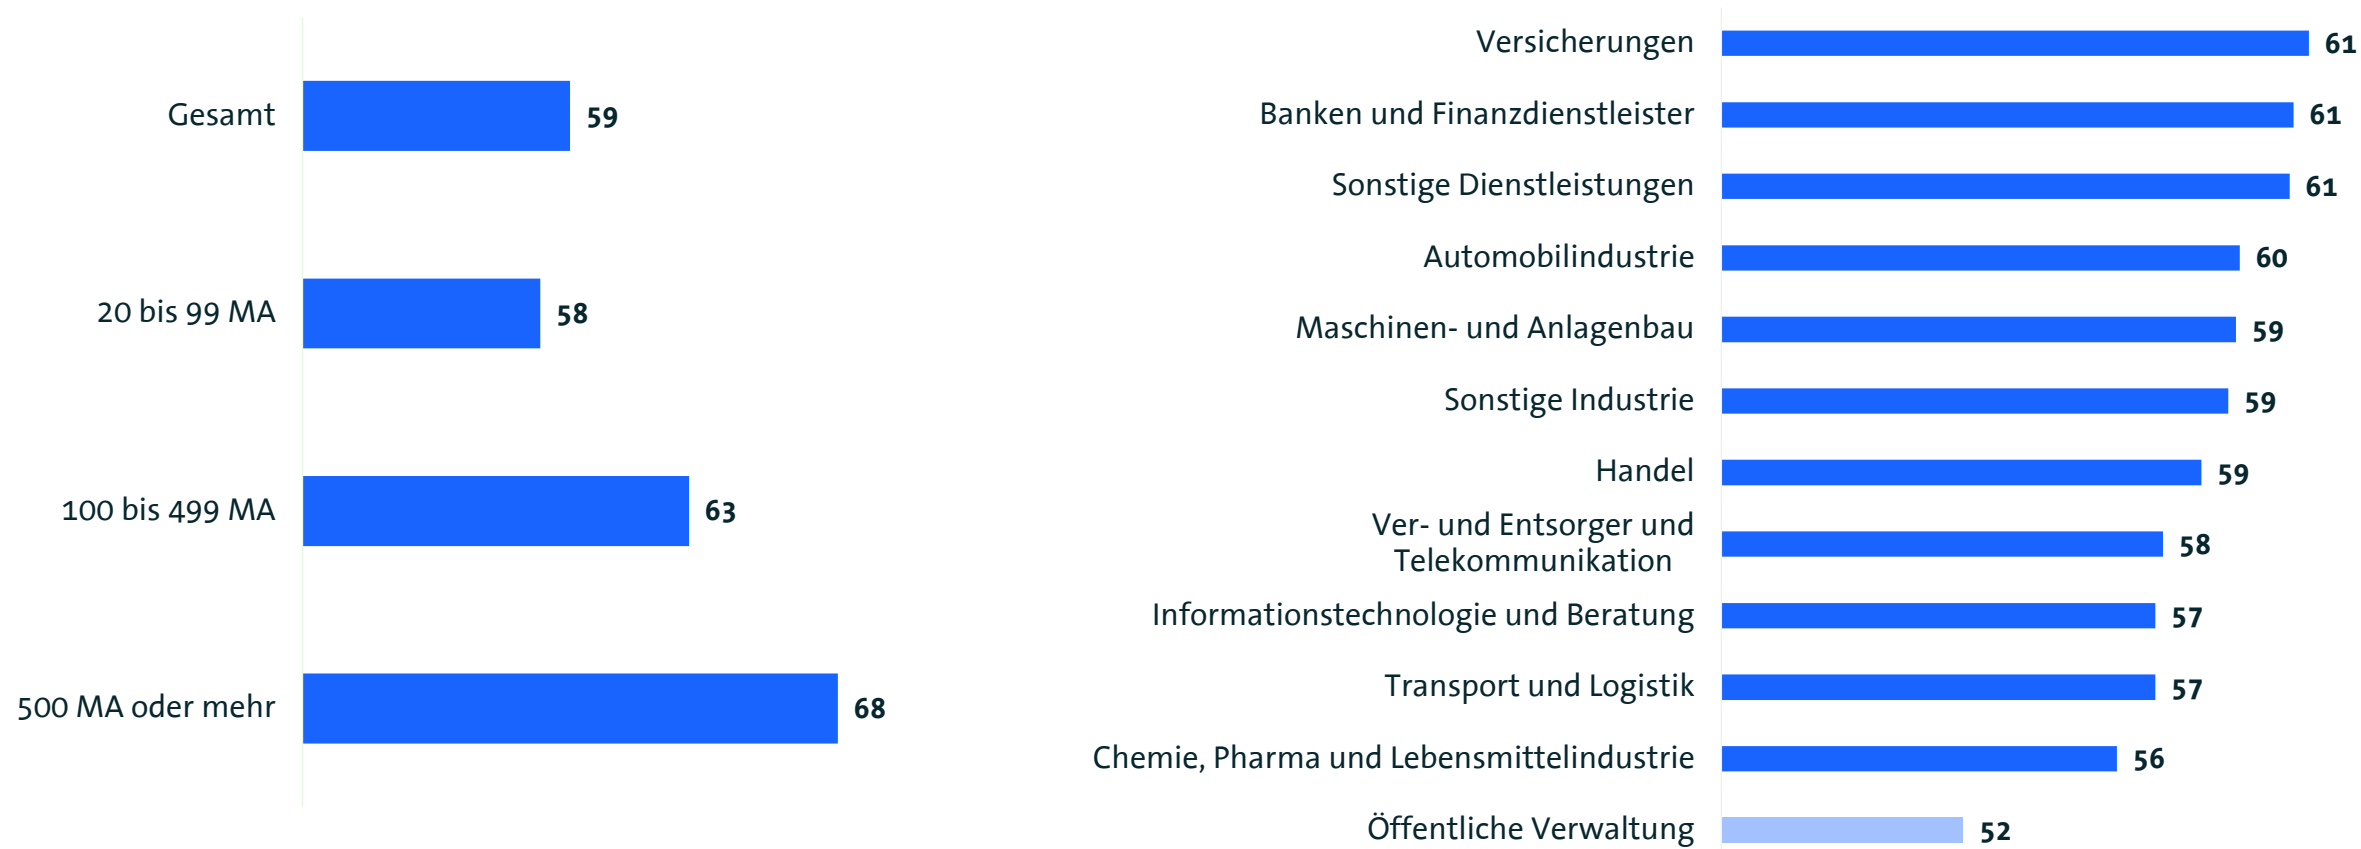 Gesamt 59
20 bis 99 MA 58
100 bis 499 MA 63
500 MA oder mehr 68
Versicherungen 61
Banken und Finanzdienstleister 61
Sonstige Dienstleistungen 61
Automobilindustrie 60
Maschinen- und Anlagenbau 59
Sonstige Industrie 59
Handel 59
Ver- und Entsorger und
Telekommunikation 58
Informationstechnologie und Beratung 57
Transport und Logistik 57
Chemie, Pharma und Lebensmittelindustrie 56
Öffentliche Verwaltung 52